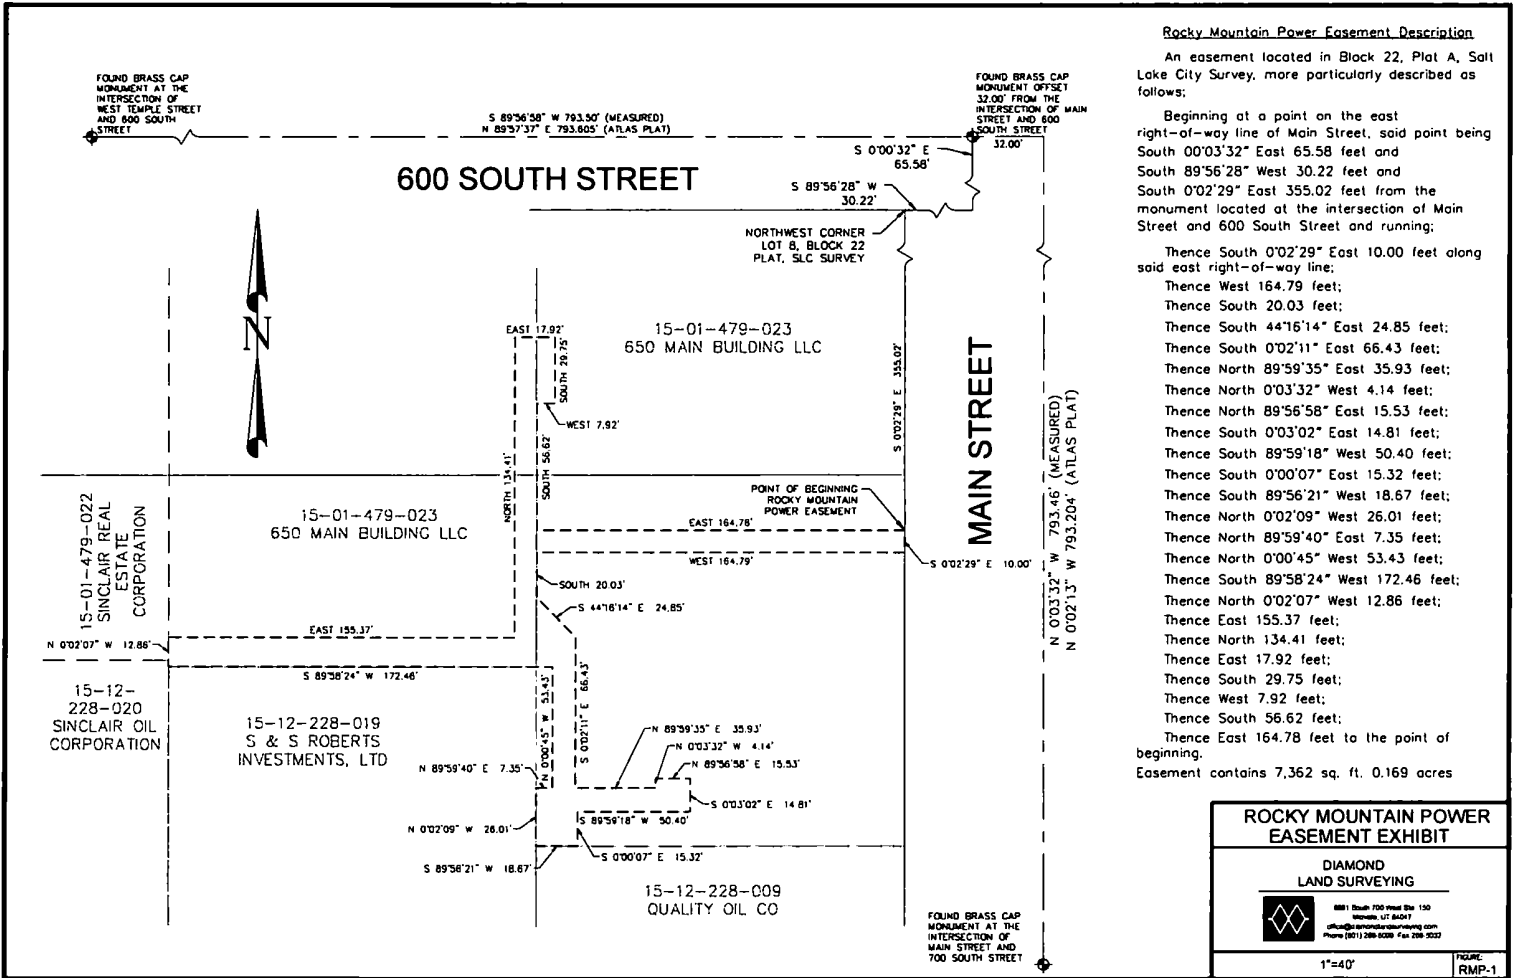 FOUND BRASS CAP
MONUMENT AT THE
INTERSECTION OF
WEST TEMPLE STREET
AND 600 SOUTH
STREET
S 89°56'58" W 793.50' (MEASURED)
N 89°57'37" E 793.605' (ATLAS PLAT)
FOUND BRASS CAP
MONUMENT OFFSET
32.00' FROM THE
INTERSECTION OF MAIN
STREET AND 600
SOUTH STREET
32.00'
S 0°00'32" E
65.58'
600 SOUTH STREET
S 89°56'28" W
30.22'
NORTHWEST CORNER
LOT 8, BLOCK 22
PLAT, SLC SURVEY
N
EAST 17.92'
SOUTH 29.75'
WEST 7.92'
15-01-479-023
650 MAIN BUILDING LLC
S 0°02'29" E 355.02'
MAIN STREET
N 0°03'32" W 793.46' (MEASURED)
N 0°02'13" W 793.204' (ATLAS PLAT)
NORTH 134.41'
SOUTH 56.62'
15-01-479-022
SINCLAIR REAL
ESTATE
CORPORATION
15-01-479-023
650 MAIN BUILDING LLC
POINT OF BEGINNING
ROCKY MOUNTAIN
POWER EASEMENT
EAST 164.78'
WEST 164.79'
S 0°02'29" E 10.00'
SOUTH 20.03'
S 44°16'14" E 24.85'
EAST 155.37'
N 0°02'07" W 12.86'
S 89°58'24" W 172.46'
15-12-
228-020
SINCLAIR OIL
CORPORATION
15-12-228-019
S & S ROBERTS
INVESTMENTS, LTD
N 0°00'45" W 53.43'
S 0°02'11" E 66.43'
N 89°59'35" E 35.93'
N 0°03'32" W 4.14'
N 89°56'58" E 15.53'
N 89°59'40" E 7.35'
S 0°03'02" E 14.81'
S 89°59'18" W 50.40'
N 0°02'09" W 26.01'
S 0°00'07" E 15.32'
S 89°56'21" W 18.67'
15-12-228-009
QUALITY OIL CO
FOUND BRASS CAP
MONUMENT AT THE
INTERSECTION OF
MAIN STREET AND
700 SOUTH STREET
Rocky Mountain Power Easement Description
An easement located in Block 22, Plat A, Salt
Lake City Survey, more particularly described as
follows;
Beginning at a point on the east
right-of-way line of Main Street, said point being
South 00°03'32" East 65.58 feet and
South 89°56'28" West 30.22 feet and
South 0°02'29" East 355.02 feet from the
monument located at the intersection of Main
Street and 600 South Street and running;
Thence South 0°02'29" East 10.00 feet along
said east right-of-way line;
Thence West 164.79 feet;
Thence South 20.03 feet;
Thence South 44°16'14" East 24.85 feet;
Thence South 0°02'11" East 66.43 feet;
Thence North 89°59'35" East 35.93 feet;
Thence North 0°03'32" West 4.14 feet;
Thence North 89°56'58" East 15.53 feet;
Thence South 0°03'02" East 14.81 feet;
Thence South 89°59'18" West 50.40 feet;
Thence South 0°00'07" East 15.32 feet;
Thence South 89°56'21" West 18.67 feet;
Thence North 0°02'09" West 26.01 feet;
Thence North 89°59'40" East 7.35 feet;
Thence North 0°00'45" West 53.43 feet;
Thence South 89°58'24" West 172.46 feet;
Thence North 0°02'07" West 12.86 feet;
Thence East 155.37 feet;
Thence North 134.41 feet;
Thence East 17.92 feet;
Thence South 29.75 feet;
Thence West 7.92 feet;
Thence South 56.62 feet;
Thence East 164.78 feet to the point of
beginning.
Easement contains 7,362 sq. ft. 0.169 acres
ROCKY MOUNTAIN POWER
EASEMENT EXHIBIT
DIAMOND
LAND SURVEYING
South 700 West Ste 150
UT 84047
Phone (801) Fax
1"=40'
FIGURE:
RMP-1